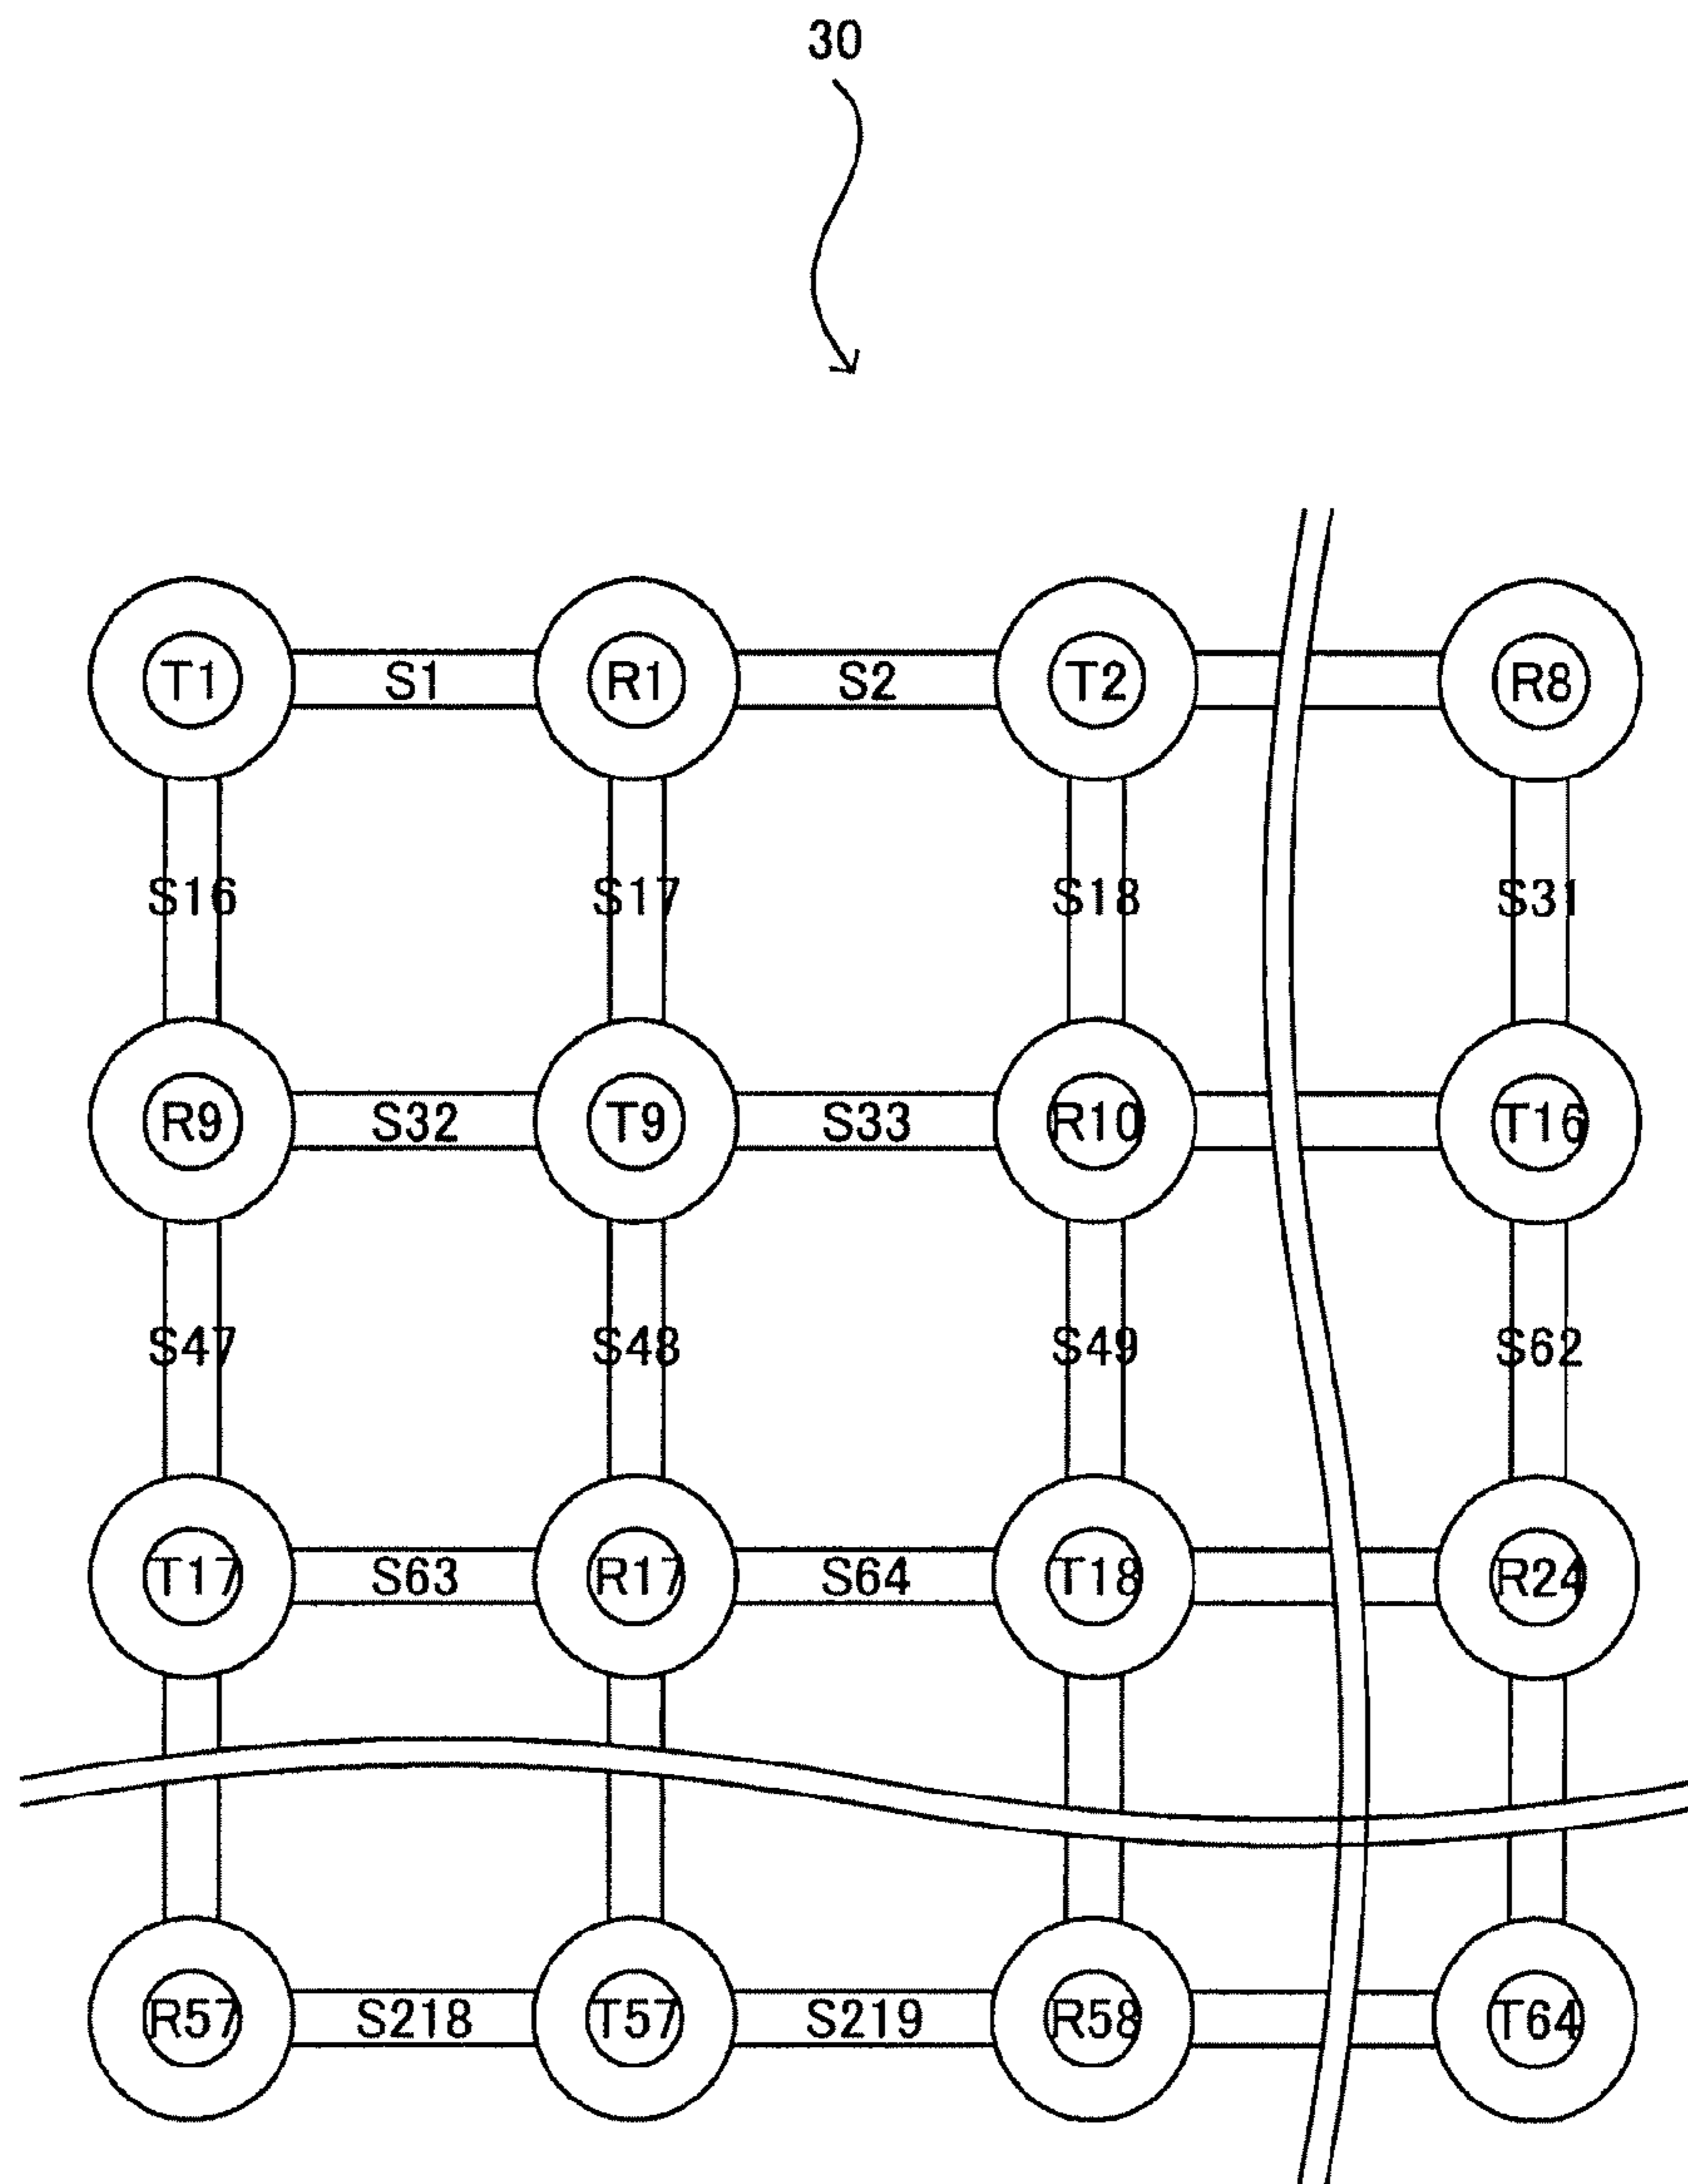 30
T1 S1 R1 S2 T2 R8
S16 S17 S18 S31
R9 S32 T9 S33 R10 T16
S47 S48 S49 S62
T17 S63 R17 S64 T18 R24
R57 S218 T57 S219 R58 T64